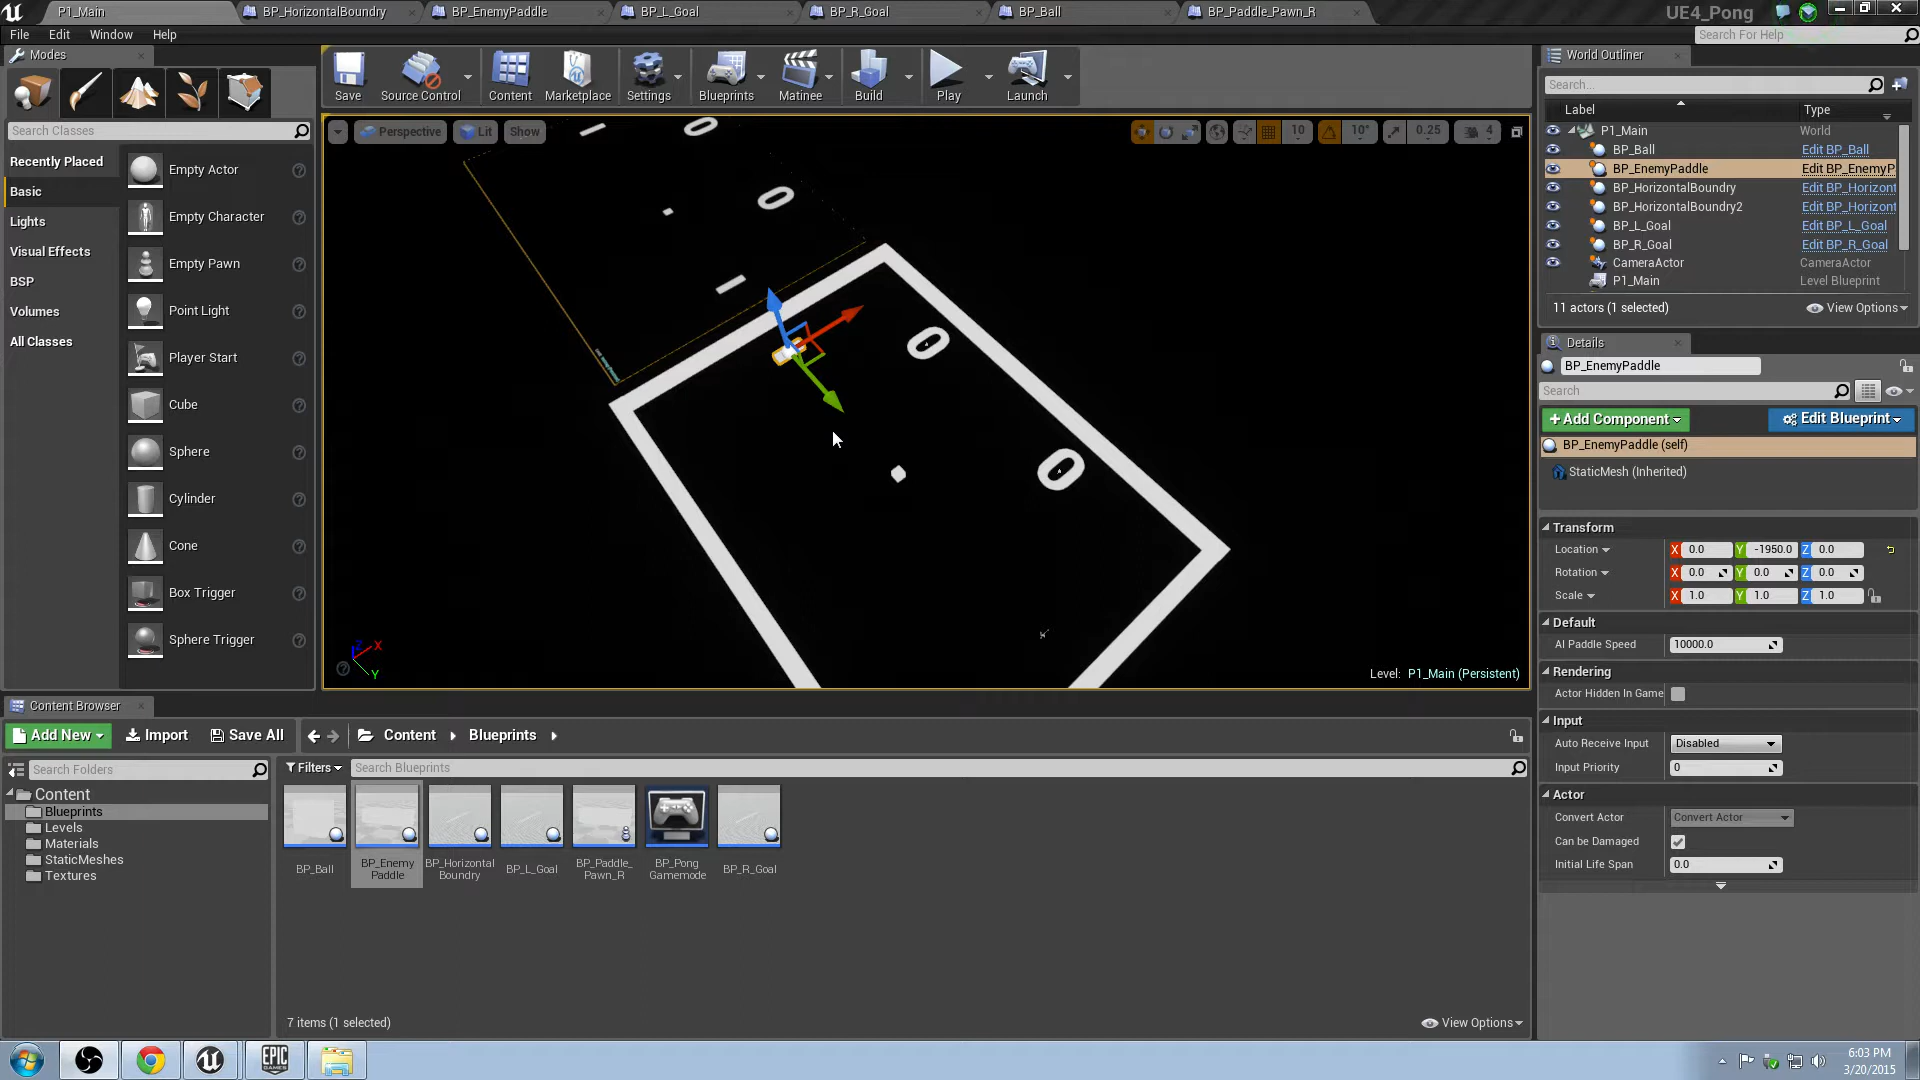 P1_Main
BP_HorizontalBoundry
BP_EnemyPaddle
BP_L_Goal
BP_R_Goal
BP_Ball
BP_Paddle_Pawn_R
UE4_Pong
File Edit Window Help
Search For Help
Modes
Save
Source Control
Content
Marketplace
Settings
Blueprints
Matinee
Build
Play
Launch
Search Classes
Recently Placed
Basic
Lights
Visual Effects
BSP
Volumes
All Classes
Empty Actor
Empty Character
Empty Pawn
Point Light
Player Start
Cube
Sphere
Cylinder
Cone
Box Trigger
Sphere Trigger
Perspective
Lit
Show
10
10°
0.25
4
0
0
0
0
X
Z
Y
Level: P1_Main (Persistent)
World Outliner
Search...
Label Type
P1_Main World
BP_Ball Edit BP_Ball
BP_EnemyPaddle Edit BP_EnemyP
BP_HorizontalBoundry Edit BP_Horizont
BP_HorizontalBoundry2 Edit BP_Horizont
BP_L_Goal Edit BP_L_Goal
BP_R_Goal Edit BP_R_Goal
CameraActor CameraActor
P1_Main Level Blueprint
11 actors (1 selected)
View Options
Details
BP_EnemyPaddle
Search
+Add Component
Edit Blueprint
BP_EnemyPaddle (self)
StaticMesh (Inherited)
Transform
Location X 0.0 Y -1950.0 Z 0.0
Rotation X 0.0 Y 0.0 Z 0.0
Scale X 1.0 Y 1.0 Z 1.0
Default
AI Paddle Speed 10000.0
Rendering
Actor Hidden In Game
Input
Auto Receive Input Disabled
Input Priority 0
Actor
Convert Actor Convert Actor
Can be Damaged
Initial Life Span 0.0
Content Browser
Add New
Import
Save All
Content
Blueprints
Search Folders
Filters
Search Blueprints
Content
Blueprints
Levels
Materials
StaticMeshes
Textures
BP_Ball
BP_Enemy
Paddle
BP_Horizontal
Boundry
BP_L_Goal
BP_Paddle_
Pawn_R
BP_Pong
Gamemode
BP_R_Goal
7 items (1 selected)
View Options
EPIC
GAMES
6:03 PM
3/20/2015